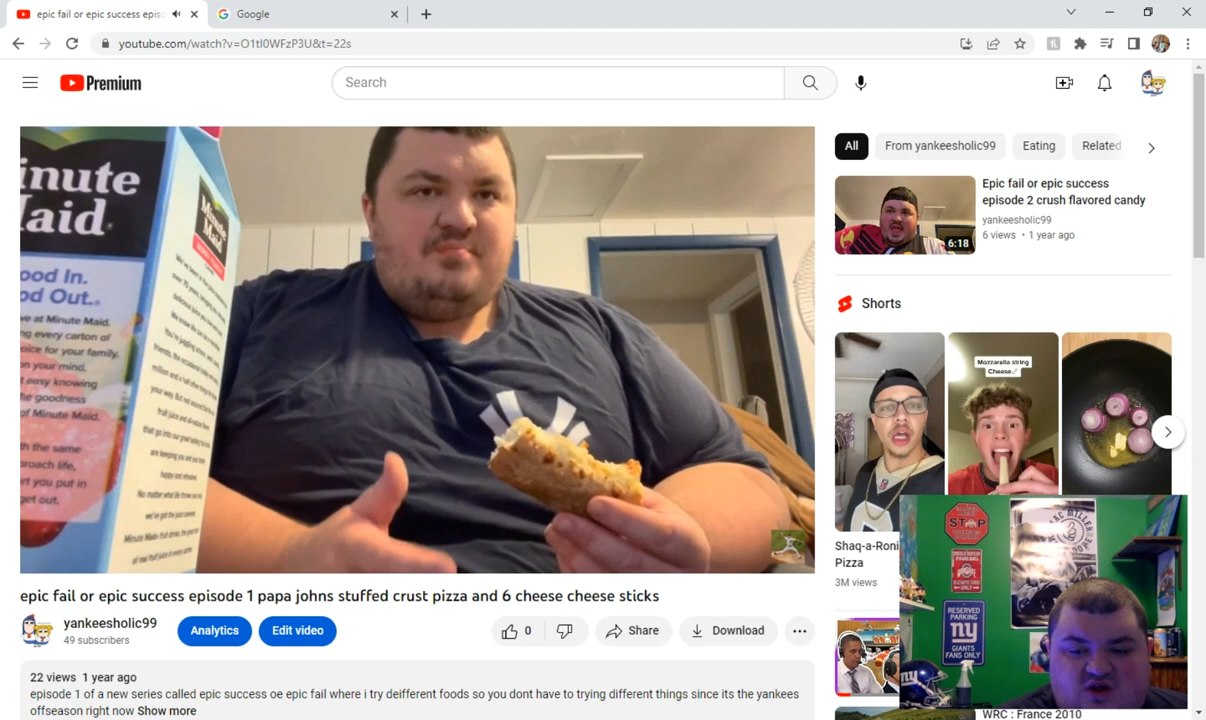 epic fail or epic success episo
Google
youtube.com/watch?v=O1tI0WFzP3U&t=22s
Premium
Search
All
From yankeesholic99
Eating
Related
inute
aid
Minute
Maid
ood In.
od Out.
ve at Minute Maid.
every carton of
oice for your family.
your mind,
easy knowing
the goodness
of Minute Maid.
th the same
roach life,
you put in
get out.
Epic fail or epic success
episode 2 crush flavored candy
yankeesholic99
6 views • 1 year ago
6:18
Shorts
Mozzarella string
Cheese
Shaq-a-Roni
Pizza
3M views
STOP
RESERVED
PARKING
ny
GIANTS
FANS ONLY
AC MILLER
epic fail or epic success episode 1 papa johns stuffed crust pizza and 6 cheese cheese sticks
yankeesholic99
49 subscribers
Analytics
Edit video
0
Share
Download
22 views 1 year ago
episode 1 of a new series called epic success oe epic fail where i try deifferent foods so you dont have to trying different things since its the yankees
offseason right now Show more
WRC : France 2010